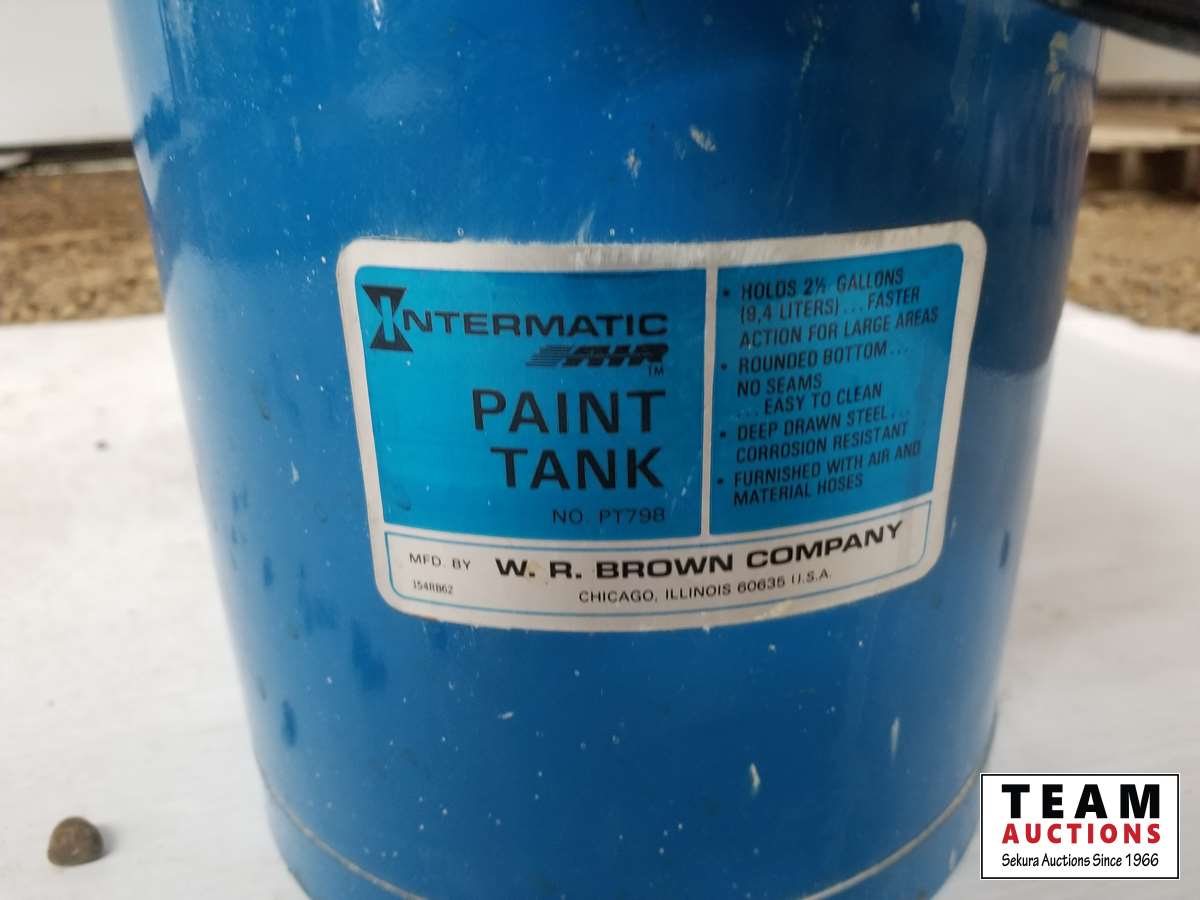 INTERMATIC
AIR™
PAINT
TANK
NO. PT798
• HOLDS 2½ GALLONS
(9,4 LITERS)... FASTER
ACTION FOR LARGE AREAS
• ROUNDED BOTTOM...
NO SEAMS
...EASY TO CLEAN
• DEEP DRAWN STEEL...
CORROSION RESISTANT
• FURNISHED WITH AIR AND
MATERIAL HOSES
MFD. BY W. R. BROWN COMPANY
CHICAGO, ILLINOIS 60635 U.S.A.
TEAM
AUCTIONS
Sekura Auctions Since 1966